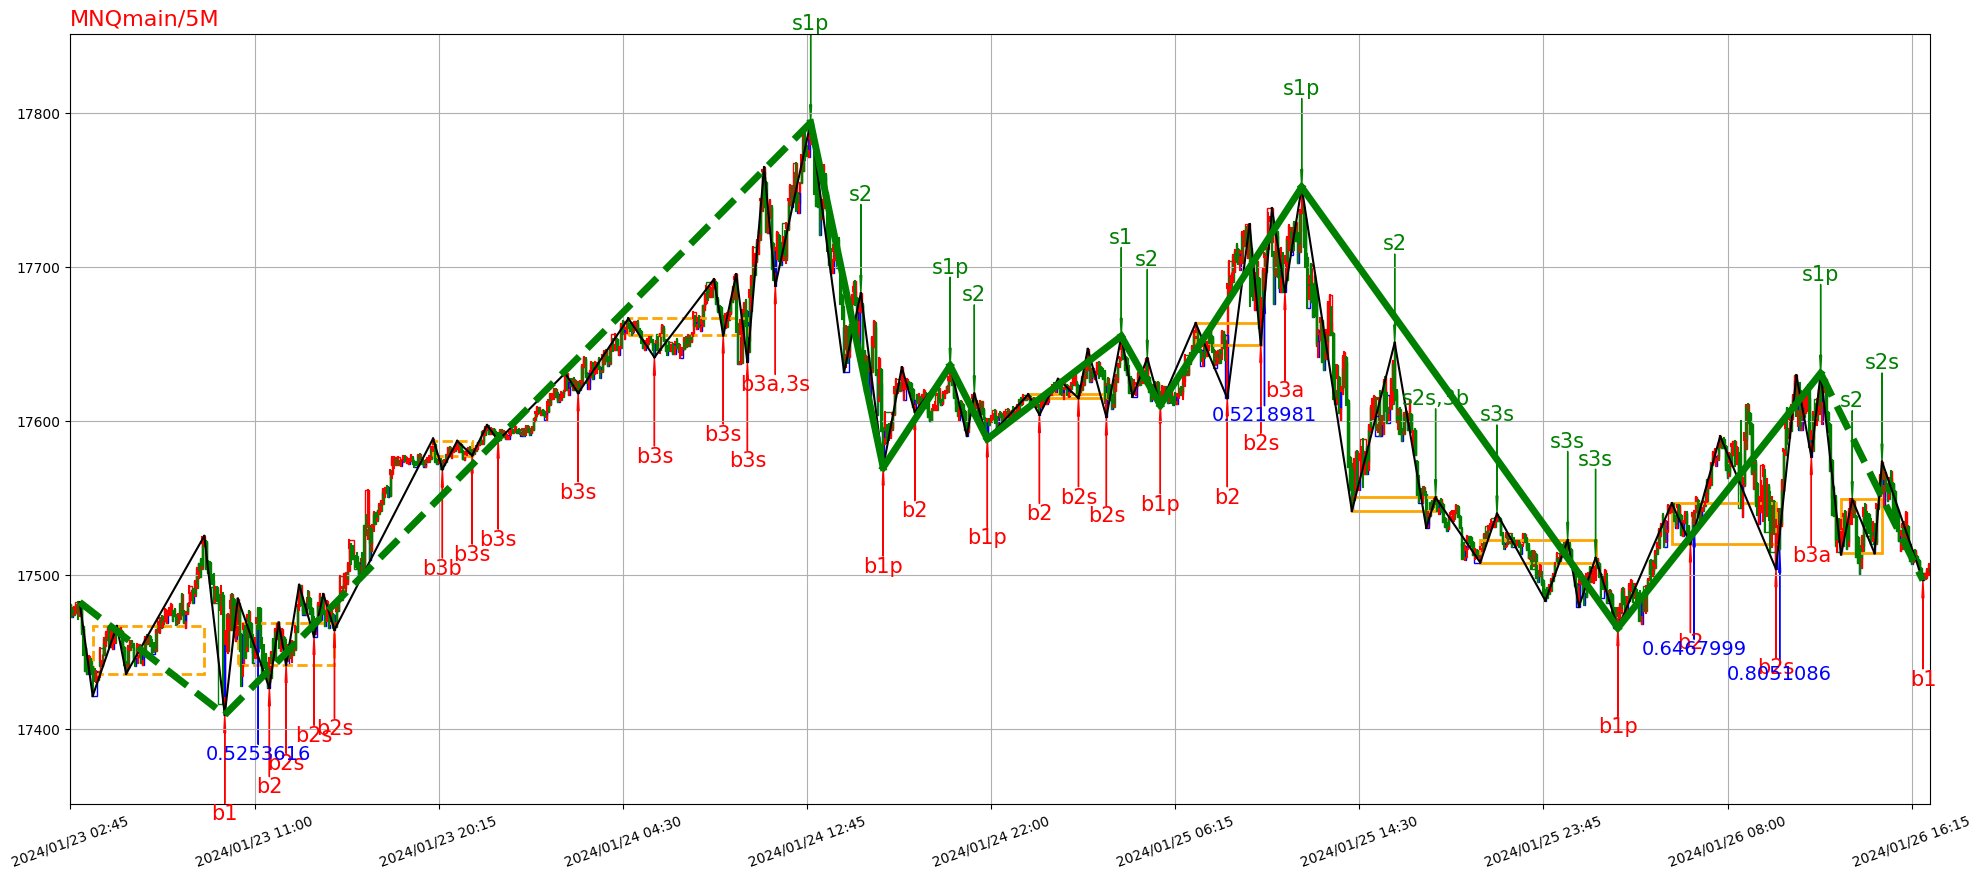 MNQmain/5M
s1p
s1p
s2
s1
s2
s1p
s2
s2
s1p
s2s
s2
s2s,3b
s3s
s3s
s3s
17800
17700
17600
17500
17400
b3a,3s
b3s
b3s
b3s
b3s
b3s
b3s
b3b
b1p
b2
b1p
b2
b2s
b2s
b1p
b2
b3a
0.5218981
b2s
b3a
b2
0.6467999
b2s
0.8051086
b1
b1p
b2s
b2s
0.5253616
b2s
b2
b1
2024/01/23 02:45
2024/01/23 11:00
2024/01/23 20:15
2024/01/24 04:30
2024/01/24 12:45
2024/01/24 22:00
2024/01/25 06:15
2024/01/25 14:30
2024/01/25 23:45
2024/01/26 08:00
2024/01/26 16:15